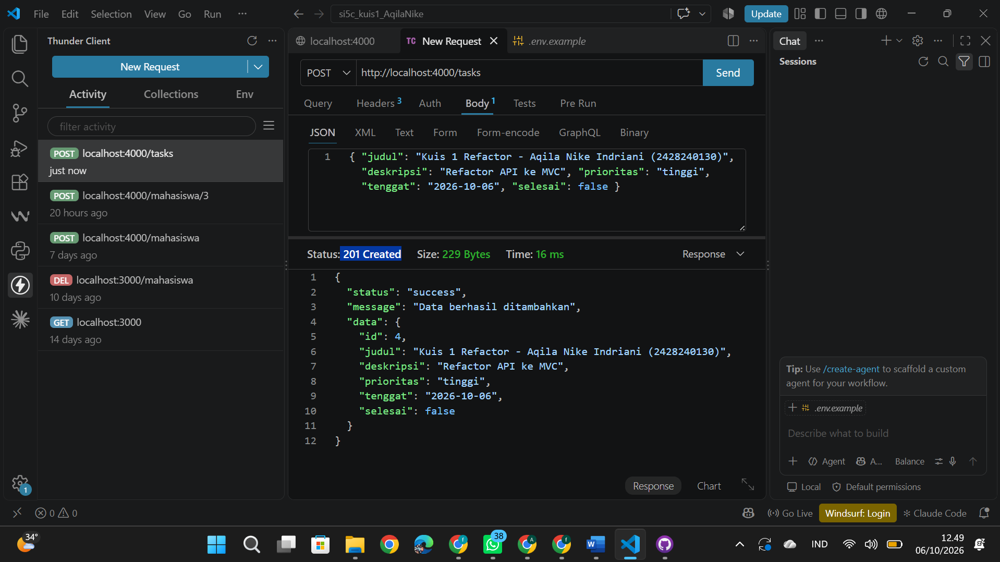 File Edit Selection View Go Run ··· si5c_kuis1_AqilaNike Update
Thunder Client
New Request
Activity Collections Env
filter activity
POST localhost:4000/tasks
just now
POST localhost:4000/mahasiswa/3
20 hours ago
POST localhost:4000/mahasiswa
7 days ago
DEL localhost:3000/mahasiswa
10 days ago
GET localhost:3000
14 days ago
1
localhost:4000 TC New Request .env.example
POST http://localhost:4000/tasks Send
Query Headers 3 Auth Body 1 Tests Pre Run
JSON XML Text Form Form-encode GraphQL Binary
1 { "judul": "Kuis 1 Refactor - Aqila Nike Indriani (2428240130)",
"deskripsi": "Refactor API ke MVC", "prioritas": "tinggi",
"tenggat": "2026-10-06", "selesai": false }
Status: 201 Created Size: 229 Bytes Time: 16 ms Response
1 {
2 "status": "success",
3 "message": "Data berhasil ditambahkan",
4 "data": {
5 "id": 4,
6 "judul": "Kuis 1 Refactor - Aqila Nike Indriani (2428240130)",
7 "deskripsi": "Refactor API ke MVC",
8 "prioritas": "tinggi",
9 "tenggat": "2026-10-06",
10 "selesai": false
11 }
12 }
Response Chart
Chat
Sessions
Tip: Use /create-agent to scaffold a custom
agent for your workflow.
.env.example
Describe what to build
Agent A... Balance
Local Default permissions
0 0 Go Live Windsurf: Login Claude Code
34° 38 IND 12.49
06/10/2026